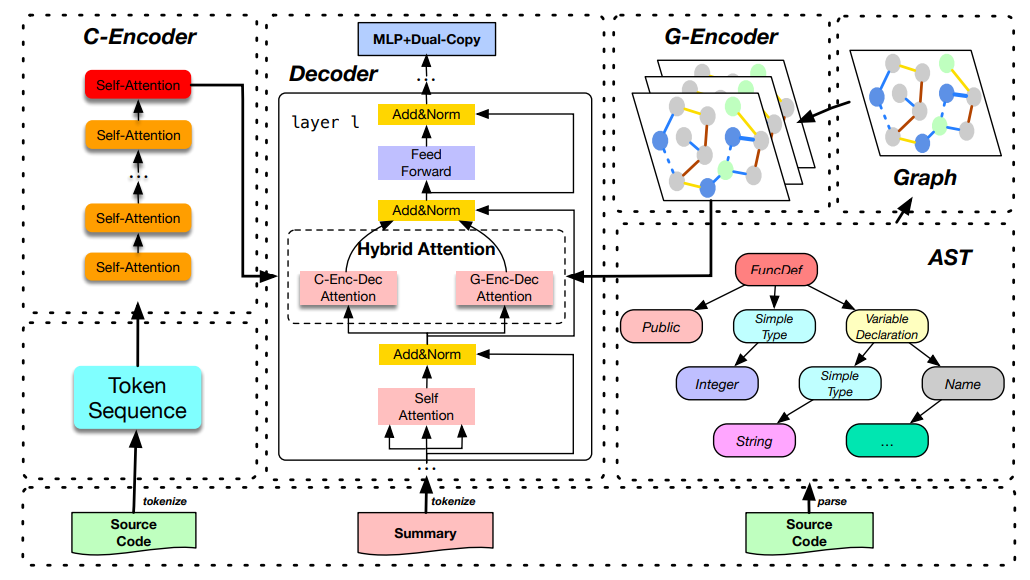 C-Encoder
Self-Attention
Self-Attention
...
Self-Attention
Self-Attention
Token
Sequence
tokenize
Source
Code
MLP+Dual-Copy
Decoder
...
layer l
Add&Norm
Feed
Forward
Add&Norm
Hybrid Attention
C-Enc-Dec
Attention
G-Enc-Dec
Attention
Add&Norm
Self
Attention
...
tokenize
Summary
G-Encoder
Graph
AST
FuncDef
Public
Simple
Type
Variable
Declaration
Integer
Simple
Type
Name
String
...
parse
Source
Code